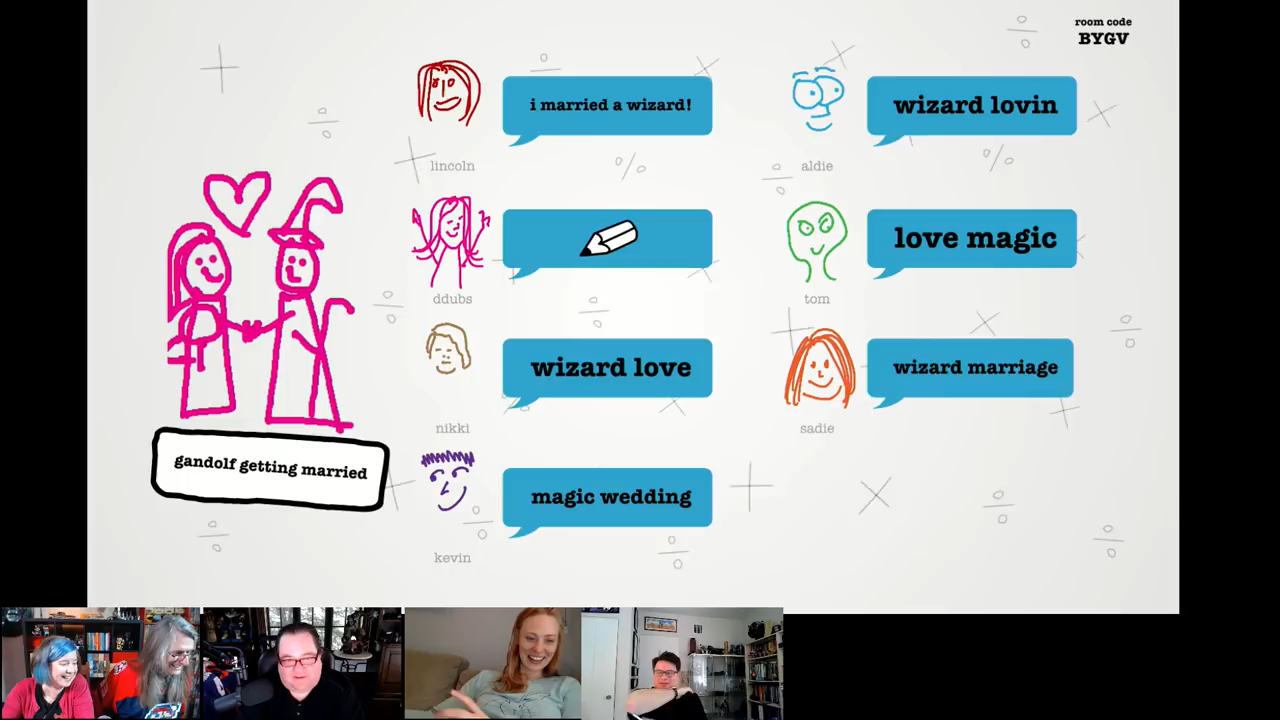 room code
BYGV
i married a wizard!
lincoln
wizard lovin
aldie
ddubs
love magic
tom
wizard love
nikki
wizard marriage
sadie
magic wedding
kevin
gandolf getting married